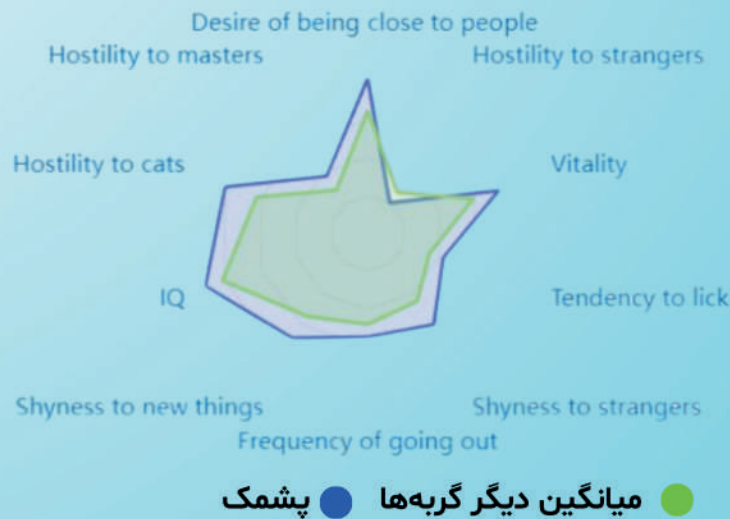 Desire of being close to people
Hostility to masters
Hostility to strangers
Hostility to cats
Vitality
IQ
Tendency to lick
Shyness to new things
Shyness to strangers
Frequency of going out
میانگین دیگر گربه‌ها
پشمک